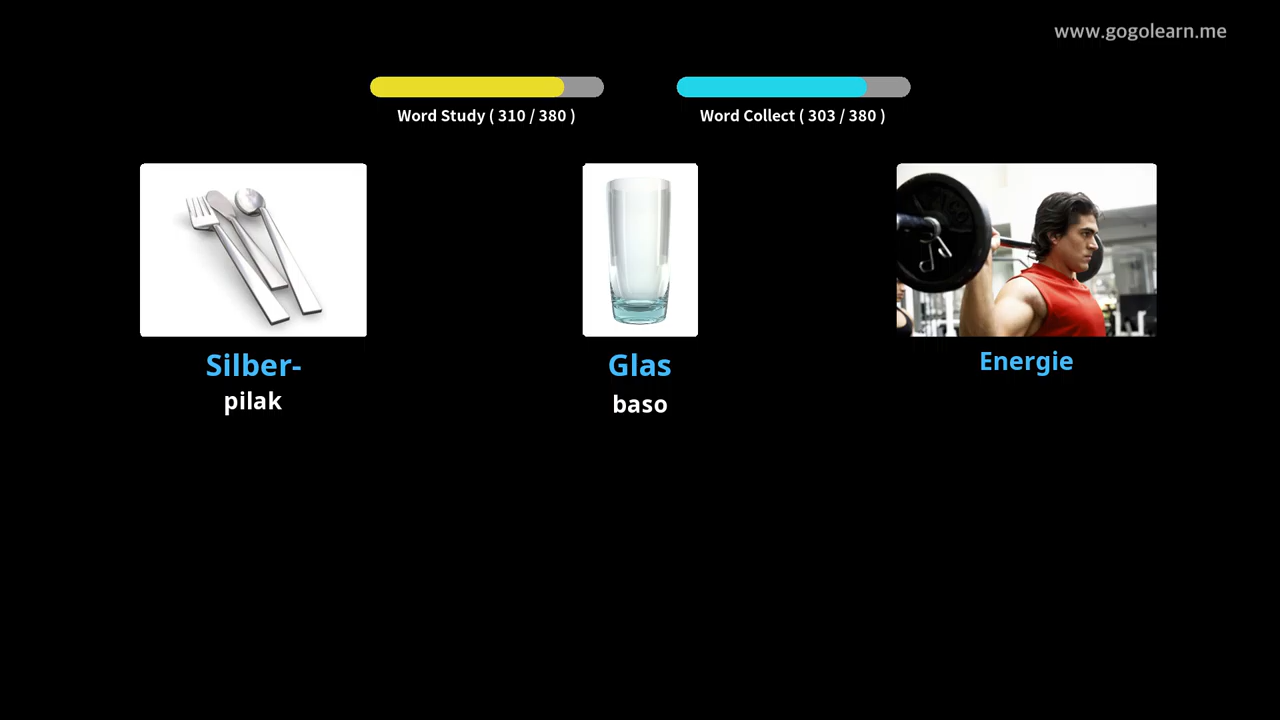 www.gogolearn.me
Word Study ( 310 / 380 )
Word Collect ( 303 / 380 )
Silber-
pilak
Glas
baso
Energie